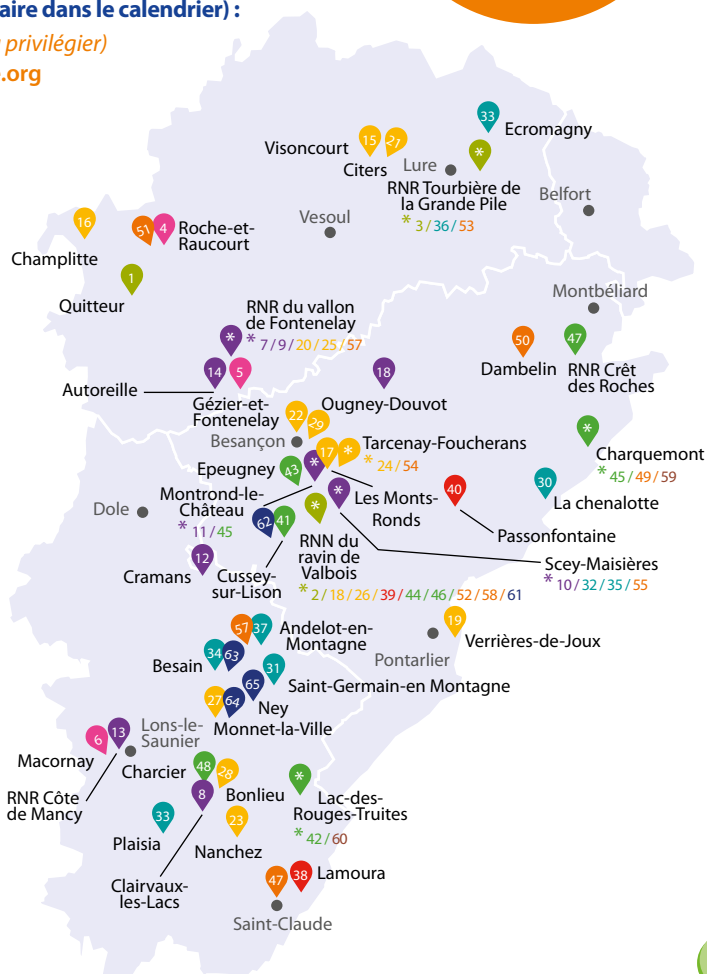 aire dans le calendrier) :
privilégier)
.org
33
Ecromagny
15
21
Visoncourt
Citers
Lure
*
RNR Tourbière de
la Grande Pile
* 3 / 36 / 53
Belfort
Vesoul
16
Champlitte
51
4
Roche-et-
Raucourt
1
Quitteur
Montbéliard
RNR du vallon
de Fontenelay
*
* 7 / 9 / 20 / 25 / 57
50
Dambelin
47
RNR Crêt
des Roches
14
5
18
Autoreille
Gézier-et-
Fontenelay
Ougney-Douvot
22
29
Besançon
17
*
Tarcenay-Foucherans
* 24 / 54
*
Charquemont
* 45 / 49 / 59
Epeugney
43
*
Montrond-le-
Château
* 11 / 45
*
Les Monts-
Ronds
40
Passonfontaine
30
La chenalotte
Dole
62
41
*
RNN du
ravin de
Valbois
* 2 / 18 / 26 / 39 / 44 / 46 / 52 / 58 / 61
Scey-Maisières
* 10 / 32 / 35 / 55
12
Cramans
Cussey-
sur-Lison
57
37
Andelot-en-
Montagne
19
Verrières-de-Joux
Pontarlier
34
63
Besain
31
Saint-Germain-en Montagne
65
Ney
27
64
Monnet-la-Ville
6
13
Lons-le-
Saunier
Macornay
RNR Côte
de Mancy
48
28
Charcier
8
Bonlieu
*
Lac-des-
Rouges-Truites
* 42 / 60
33
Plaisia
23
Nanchez
Clairvaux-
les-Lacs
47
38
Lamoura
Saint-Claude